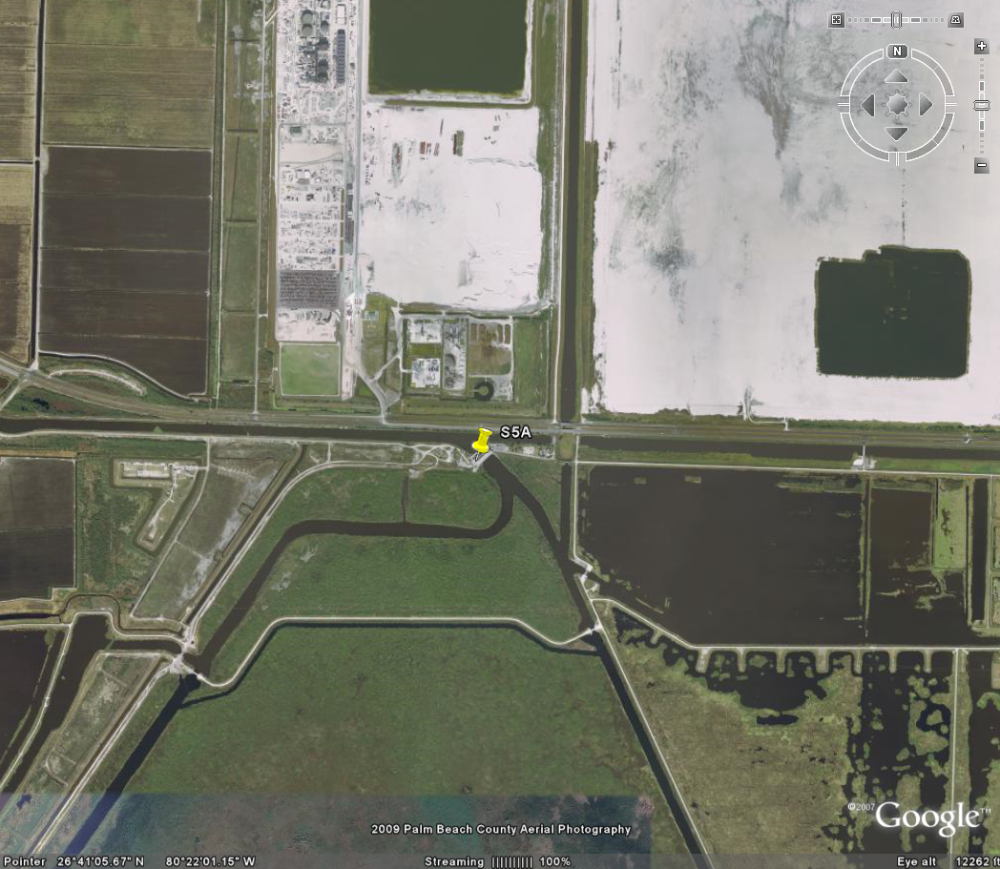 N
S5A
©2007 Google™
2009 Palm Beach County Aerial Photography
Pointer 26°41'05.67" N 80°22'01.15" W Streaming |||||||||| 100% Eye alt 12262 ft